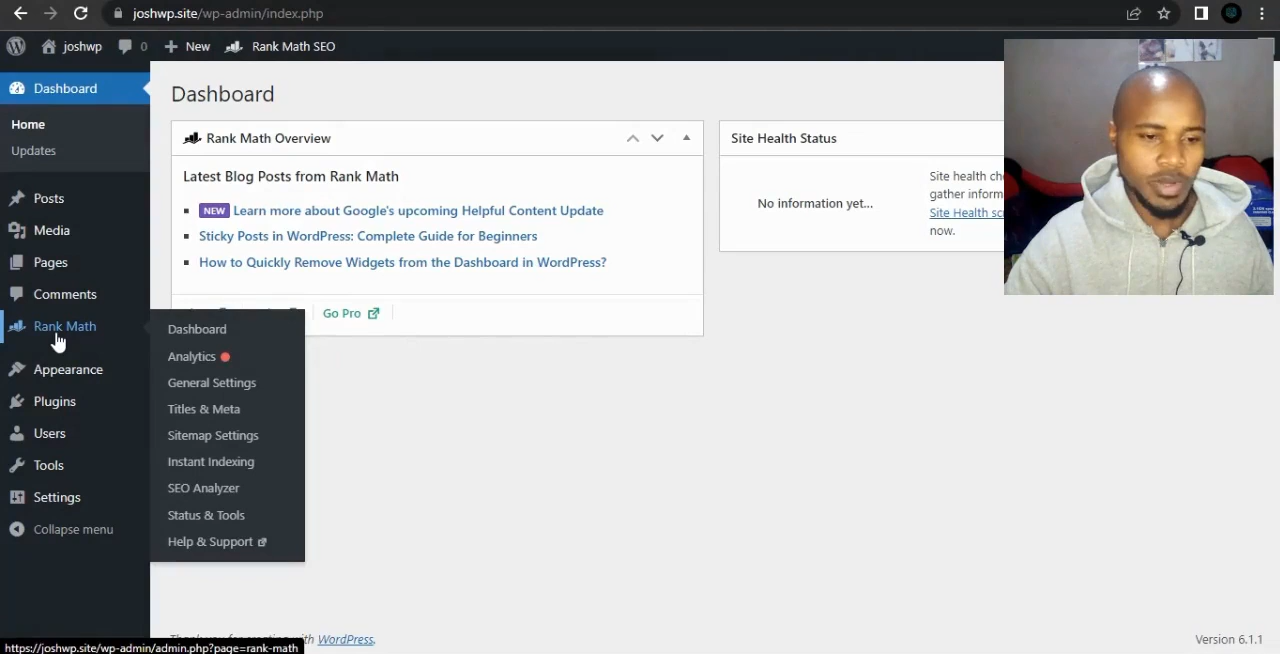 joshwp.site/wp-admin/index.php
joshwp 0 New Rank Math SEO
Dashboard
Home
Updates
Posts
Media
Pages
Comments
Rank Math
Appearance
Plugins
Users
Tools
Settings
Collapse menu
Dashboard
Analytics
General Settings
Titles & Meta
Sitemap Settings
Instant Indexing
SEO Analyzer
Status & Tools
Help & Support
Dashboard
Rank Math Overview
Latest Blog Posts from Rank Math
NEW Learn more about Google's upcoming Helpful Content Update
Sticky Posts in WordPress: Complete Guide for Beginners
How to Quickly Remove Widgets from the Dashboard in WordPress?
Go Pro
Site Health Status
No information yet...
Site health
gather
Site Health
now.
Thank you for creating with WordPress.
Version 6.1.1
https://joshwp.site/wp-admin/admin.php?page=rank-math